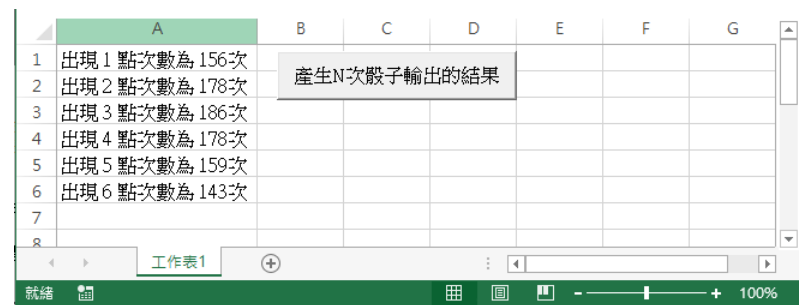 A B C D E F G
1 出現 1 點次數為 156次
2 出現 2 點次數為 178次
產生N次骰子輸出的結果
3 出現 3 點次數為 186次
4 出現 4 點次數為 178次
5 出現 5 點次數為 159次
6 出現 6 點次數為 143次
7
8
工作表1
就緒 100%